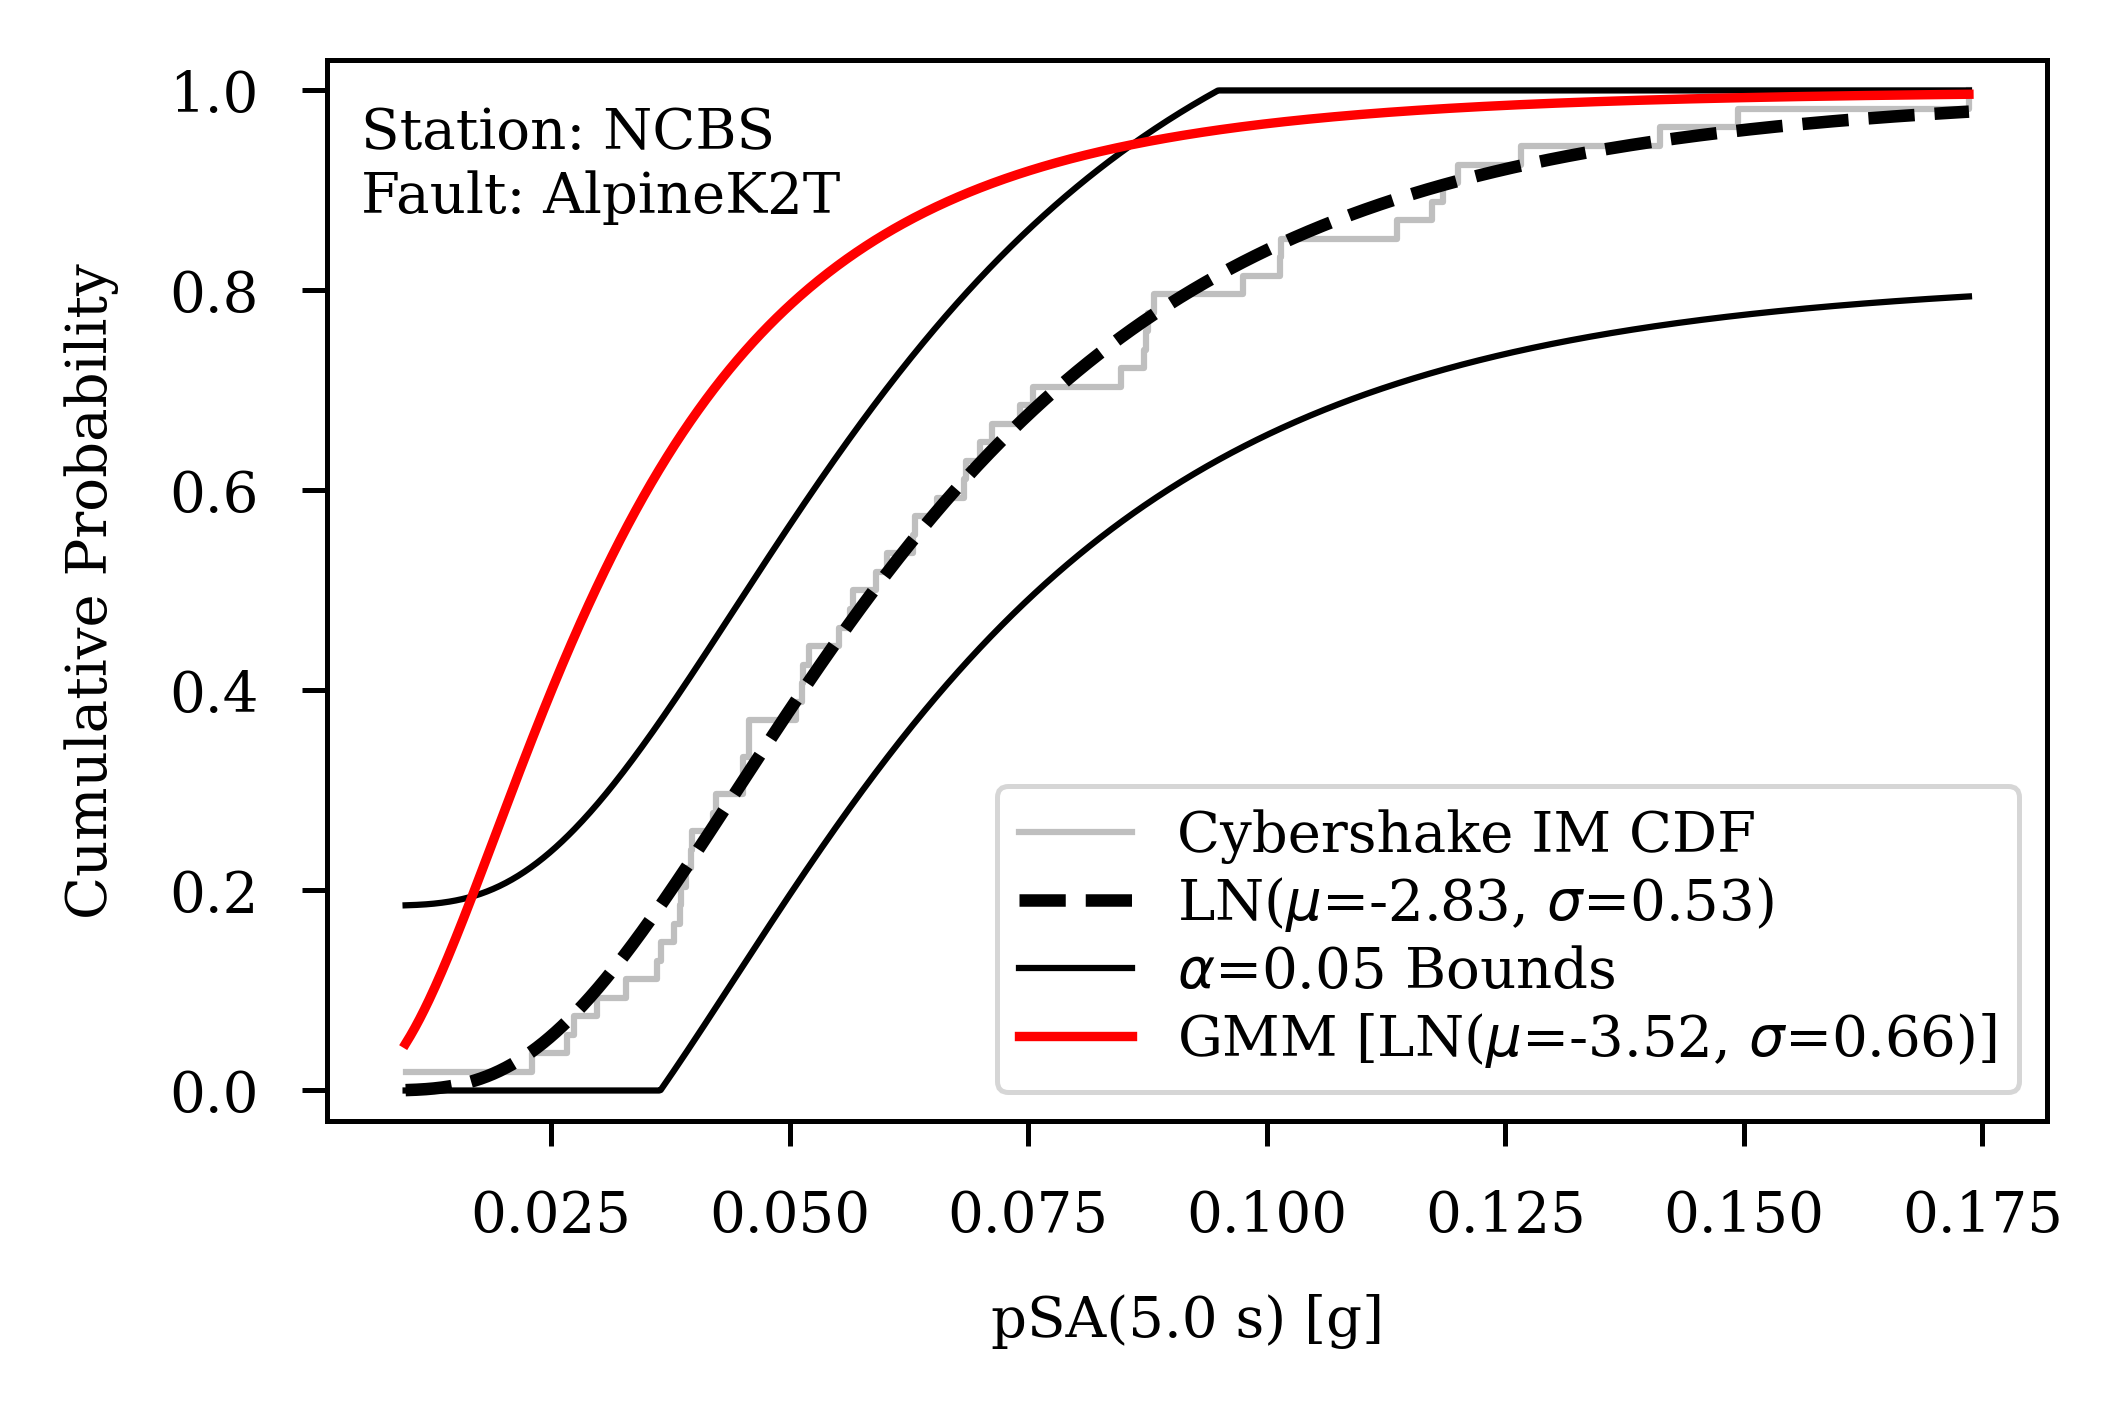 Station: NCBS
Fault: AlpineK2T
Cumulative Probability
1.0
0.8
0.6
0.4
0.2
0.0
Cybershake IM CDF
LN(μ=-2.83, σ=0.53)
α=0.05 Bounds
GMM [LN(μ=-3.52, σ=0.66)]
0.025 0.050 0.075 0.100 0.125 0.150 0.175
pSA(5.0 s) [g]